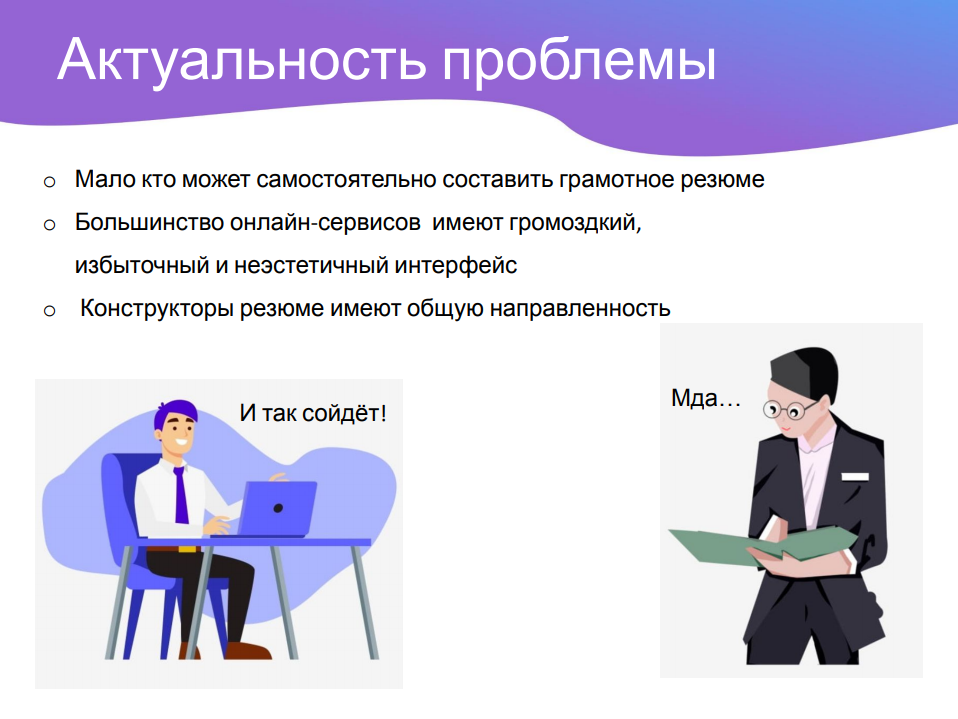 Актуальность проблемы
o Мало кто может самостоятельно составить грамотное резюме
o Большинство онлайн-сервисов имеют громоздкий,
избыточный и неэстетичный интерфейс
o Конструкторы резюме имеют общую направленность
И так сойдёт!
Мда…